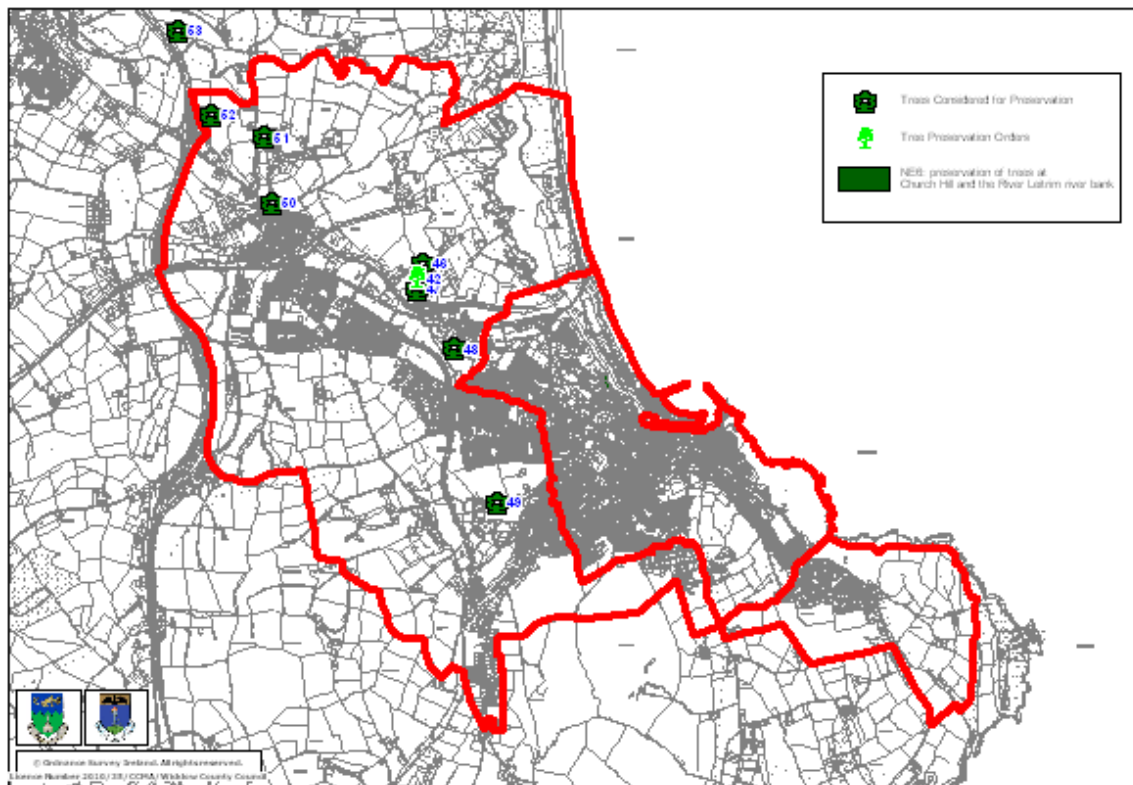 53
52
51
50
46
42
48
49
Trees Considered for Preservation
Tree Preservation Orders
NE6: preservation of trees at
Church Hill and the River Leitrim river bank
© Ordnance Survey Ireland. All rights reserved.
Licence Number 2010/35/CCMA/Wicklow County Council